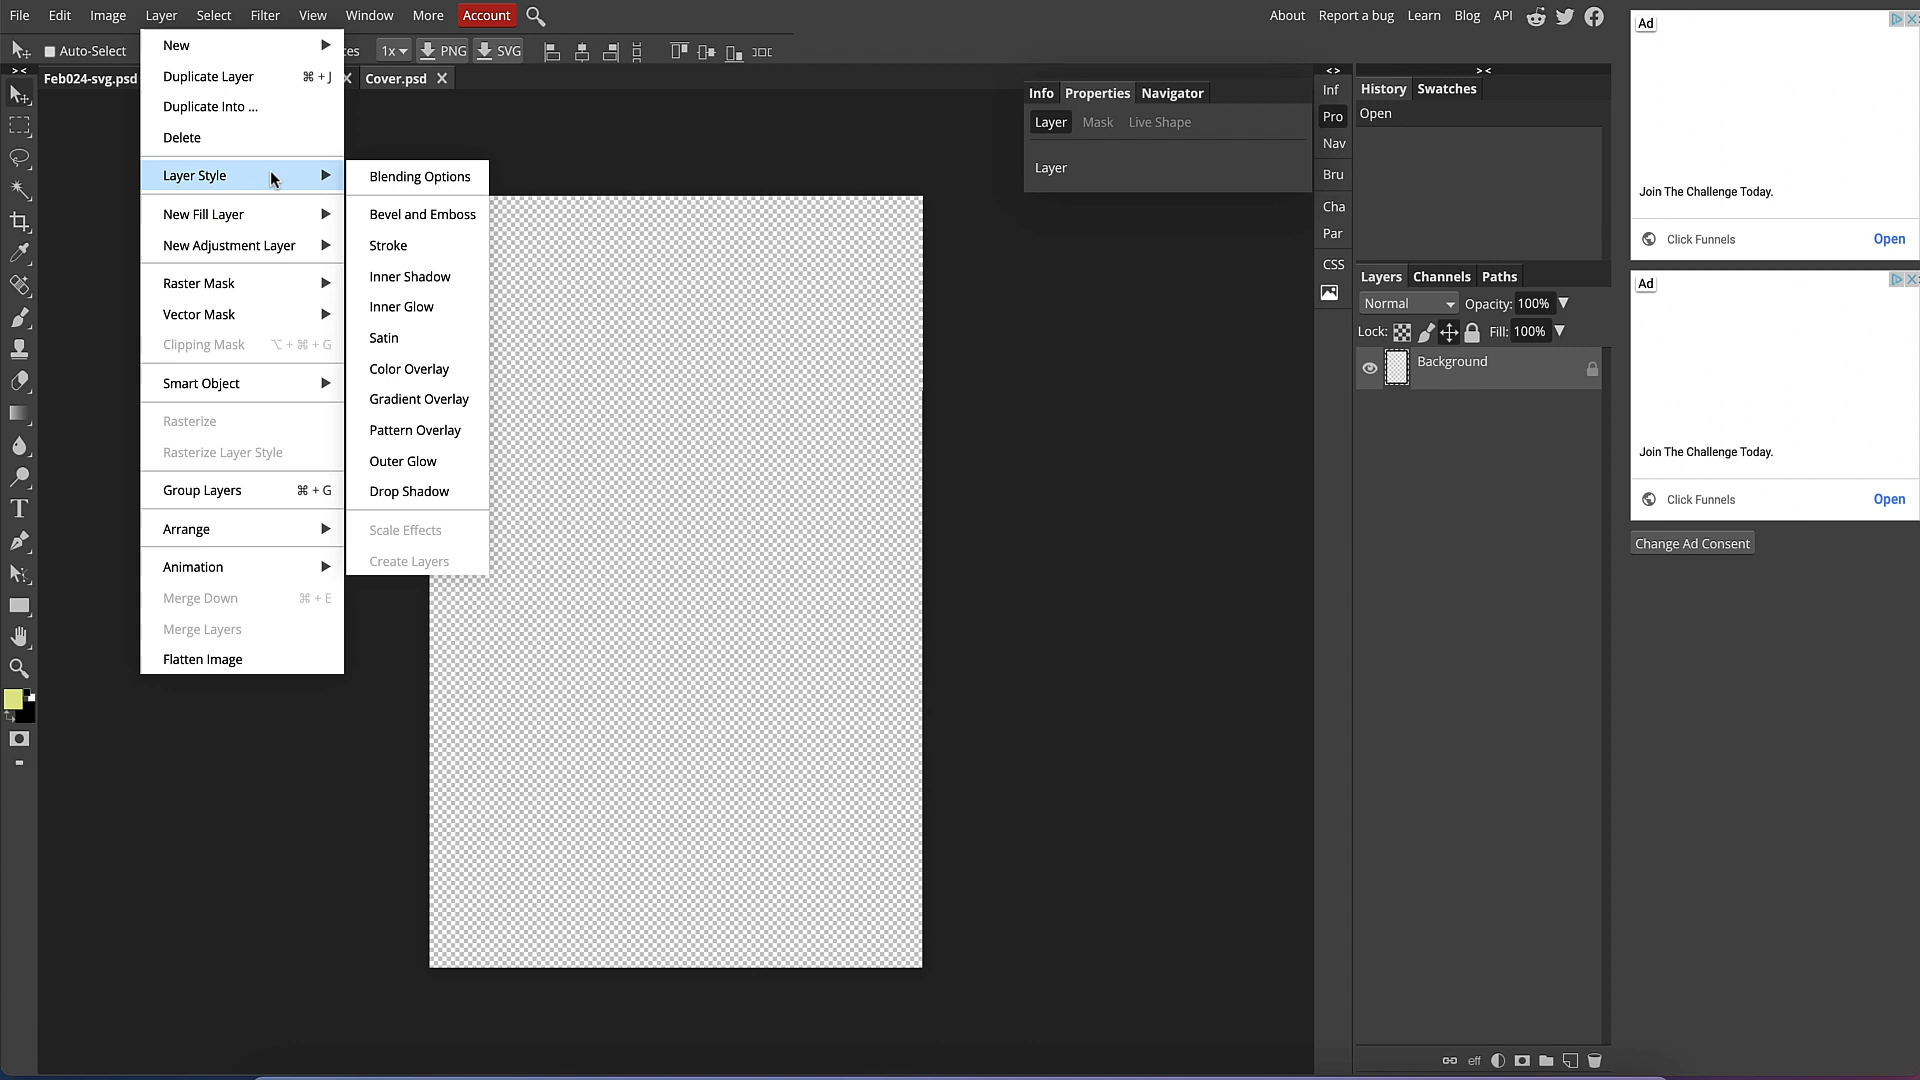 File Edit Image Layer Select Filter View Window More Account About Report a bug Learn Blog API
Auto-Select ces 1x PNG SVG
Feb024-svg.psd Cover.psd
New
Duplicate Layer ⌘ + J
Duplicate Into ...
Delete
Layer Style
New Fill Layer
New Adjustment Layer
Raster Mask
Vector Mask
Clipping Mask ⌥ + ⌘ + G
Smart Object
Rasterize
Rasterize Layer Style
Group Layers ⌘ + G
Arrange
Animation
Merge Down ⌘ + E
Merge Layers
Flatten Image
Blending Options
Bevel and Emboss
Stroke
Inner Shadow
Inner Glow
Satin
Color Overlay
Gradient Overlay
Pattern Overlay
Outer Glow
Drop Shadow
Scale Effects
Create Layers
Info Properties Navigator
Layer Mask Live Shape
Layer
Inf
Pro
Nav
Bru
Cha
Par
CSS
History Swatches
Open
Layers Channels Paths
Normal Opacity: 100%
Lock: Fill: 100%
Background
eff
Ad
Join The Challenge Today.
Click Funnels Open
Ad
Join The Challenge Today.
Click Funnels Open
Change Ad Consent